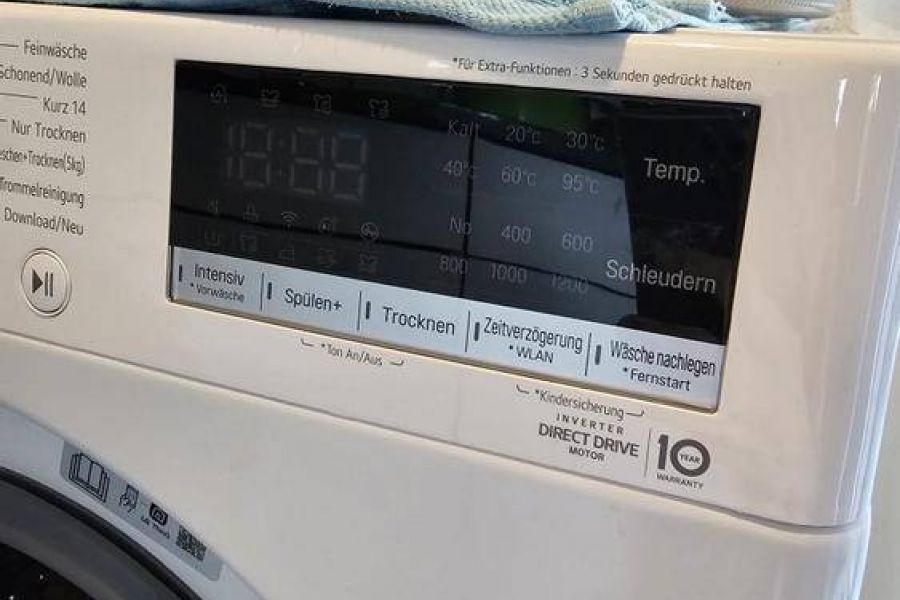 Feinwäsche
Schonend/Wolle
Kurz 14
Nur Trocknen
Trocknen(5kg)
Trommelreinigung
Download/Neu
*Für Extra-Funktionen : 3 Sekunden gedrückt halten
18:88
Kalt 20°c 30°c
40°c 60°c 95°c
Temp.
No 400 600
800 1000 1200
Schleudern
Intensiv
*Vorwäsche
Spülen+
Trocknen
Zeitverzögerung
*WLAN
Wäsche nachlegen
*Fernstart
*Ton An/Aus
*Kindersicherung
INVERTER
DIRECT DRIVE
MOTOR
10 YEAR
WARRANTY